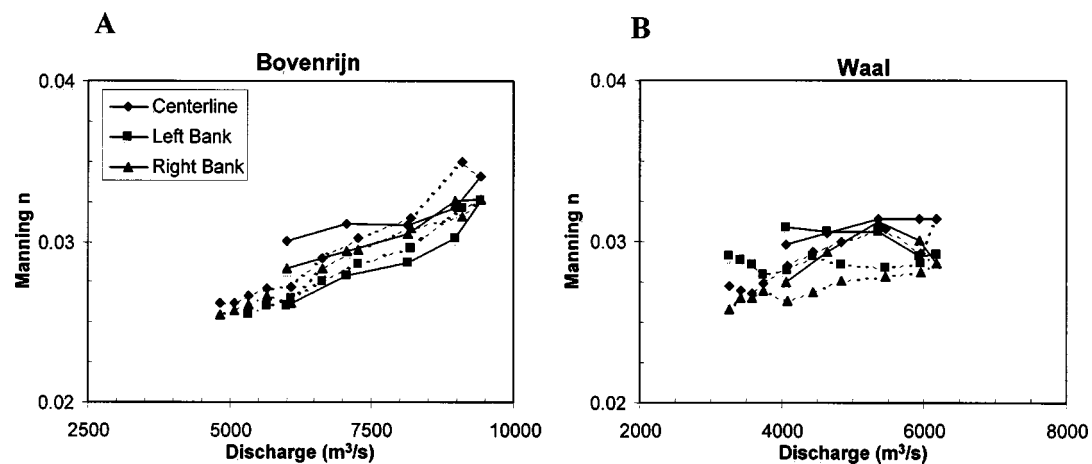 A
B
Bovenrijn
Waal
0.04
0.03
0.02
Manning n
Centerline
Left Bank
Right Bank
2500
5000
7500
10000
Discharge (m³/s)
0.04
0.03
0.02
Manning n
2000
4000
6000
8000
Discharge (m³/s)